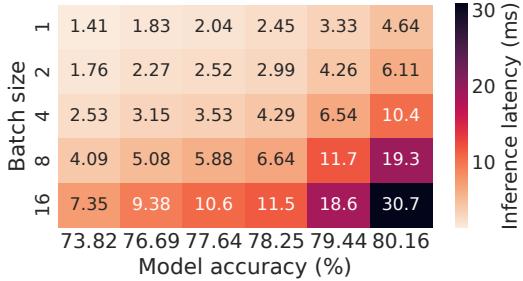 1 1.41 1.83 2.04 2.45 3.33 4.64
2 1.76 2.27 2.52 2.99 4.26 6.11
4 2.53 3.15 3.53 4.29 6.54 10.4
8 4.09 5.08 5.88 6.64 11.7 19.3
16 7.35 9.38 10.6 11.5 18.6 30.7
73.82 76.69 77.64 78.25 79.44 80.16
Model accuracy (%)
Batch size
30
20
10
Inference latency (ms)